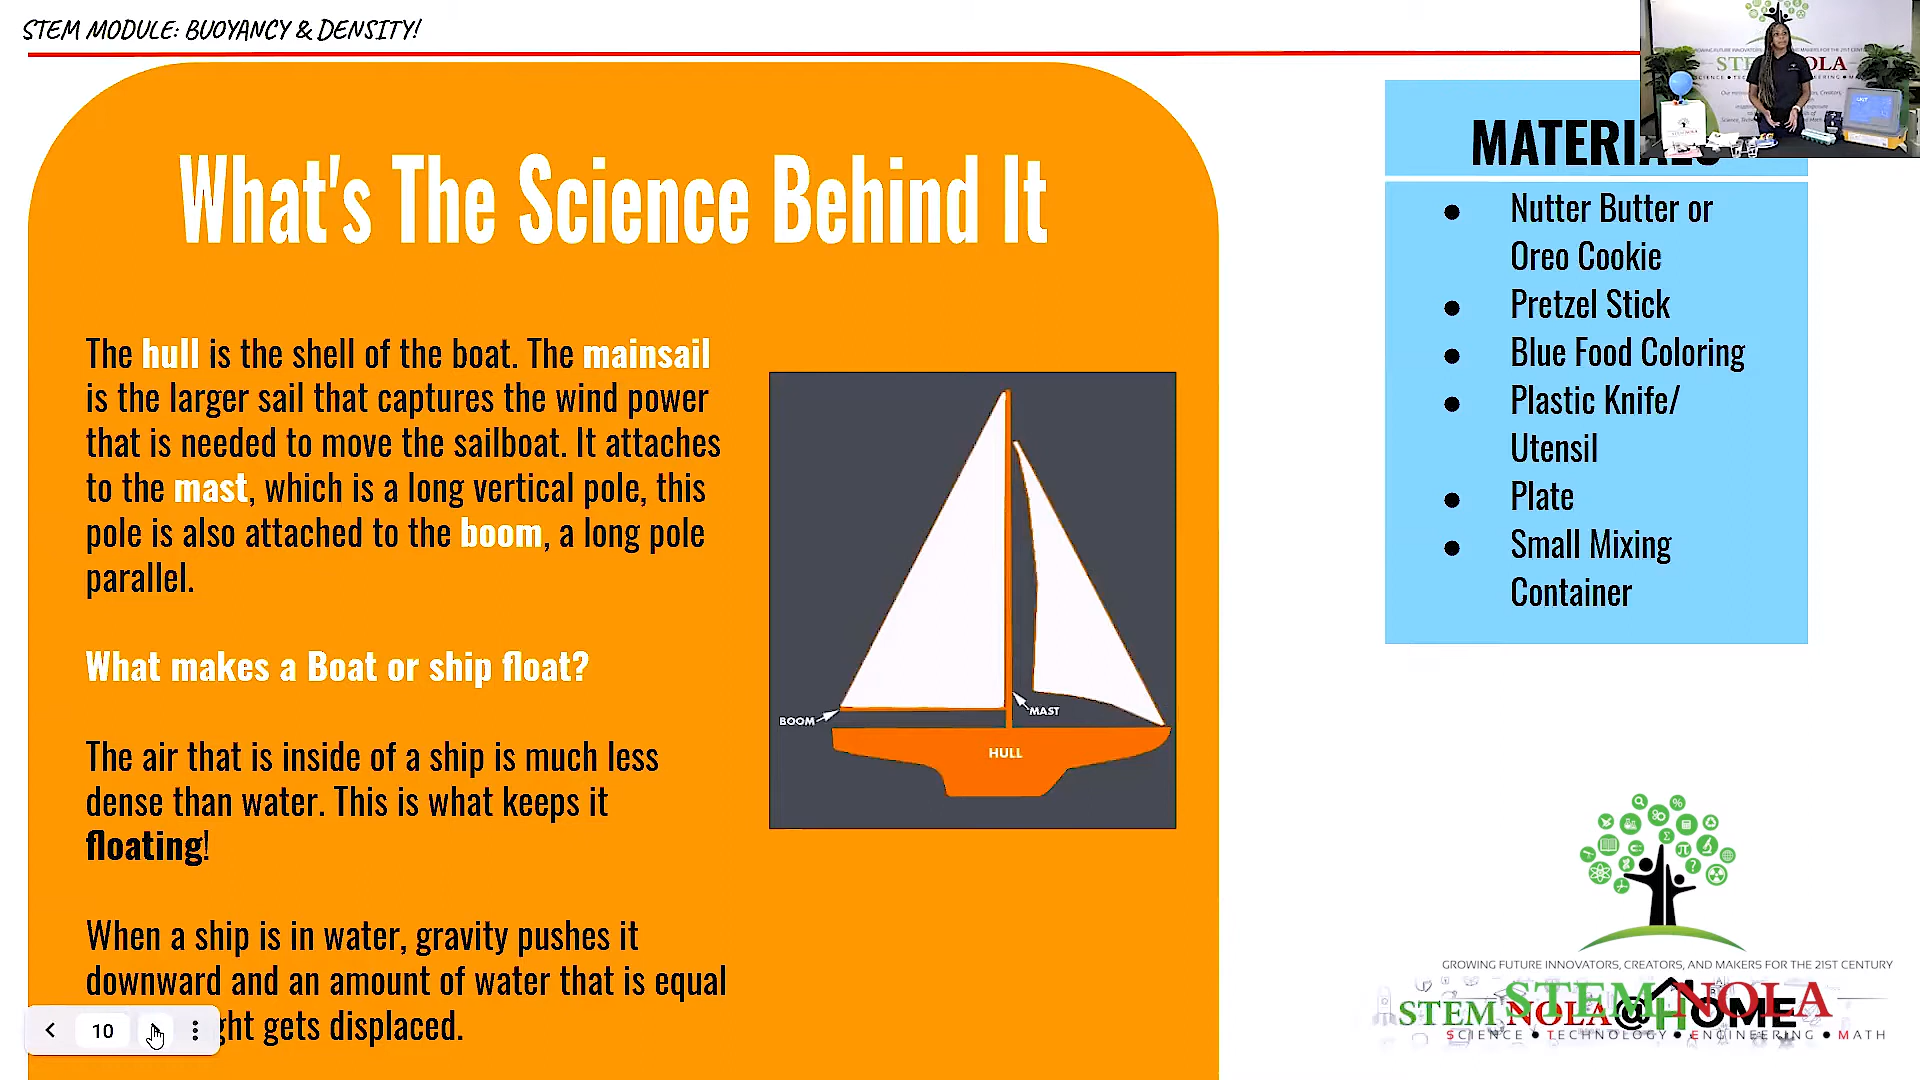 STEM MODULE: BUOYANCY & DENSITY!
What's The Science Behind It
The hull is the shell of the boat. The mainsail
is the larger sail that captures the wind power
that is needed to move the sailboat. It attaches
to the mast, which is a long vertical pole, this
pole is also attached to the boom, a long pole
parallel.
What makes a Boat or ship float?
The air that is inside of a ship is much less
dense than water. This is what keeps it
floating!
When a ship is in water, gravity pushes it
downward and an amount of water that is equal
gets displaced.
BOOM
MAST
HULL
10
MATERIALS
● Nutter Butter or
Oreo Cookie
● Pretzel Stick
● Blue Food Coloring
● Plastic Knife/
Utensil
● Plate
● Small Mixing
Container
GROWING FUTURE INNOVATORS, CREATORS, AND MAKERS FOR THE 21ST CENTURY
STEM NOLA
STEM NOLA@HOME
SCIENCE ● TECHNOLOGY ● ENGINEERING ● MATH